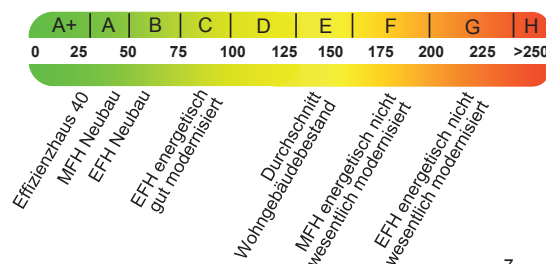 A+ A B C D E F G H
0 25 50 75 100 125 150 175 200 225 >250
Effizienzhaus 40
MFH Neubau
EFH Neubau
EFH energetisch
gut modernisiert
Durchschnitt
Wohngebäudebestand
MFH energetisch nicht
wesentlich modernisiert
EFH energetisch nicht
wesentlich modernisiert
7